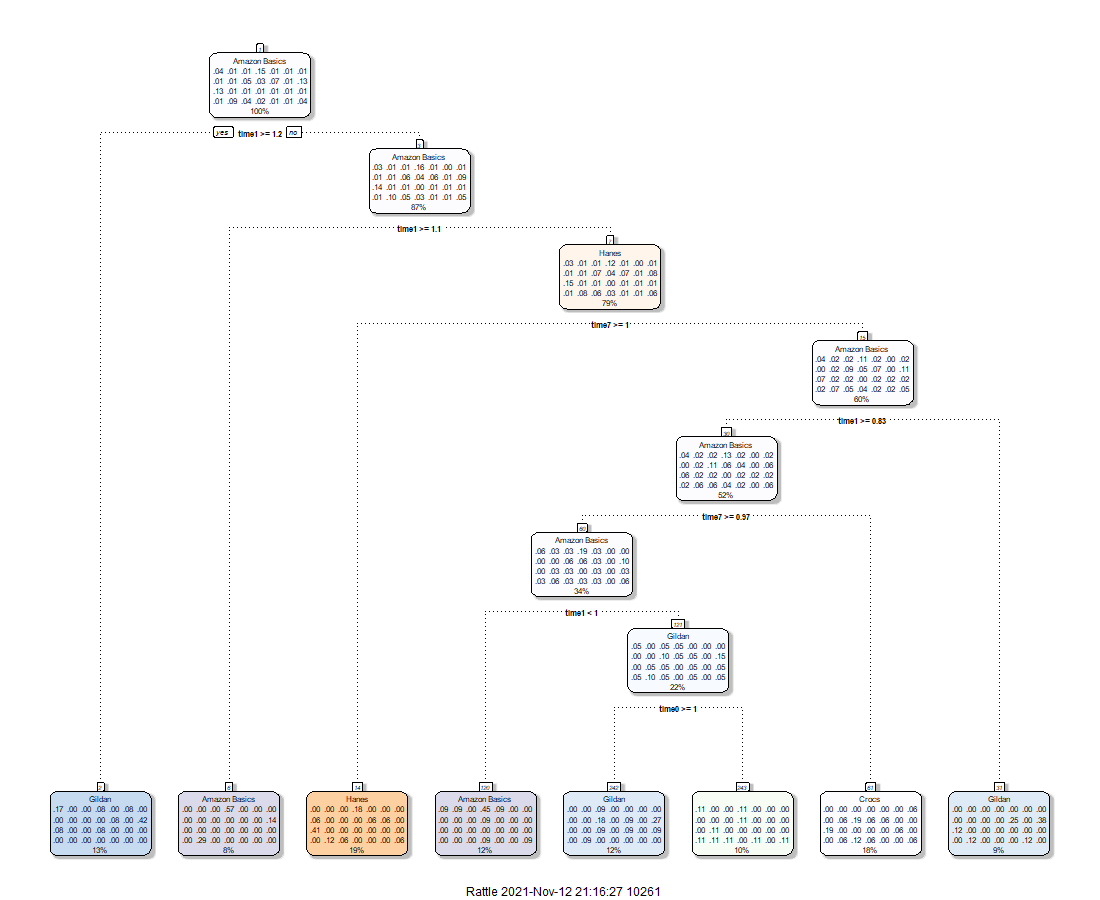 1
Amazon Basics
.04 .01 .01 .15 .01 .01 .01
.01 .01 .05 .03 .07 .01 .13
.13 .01 .01 .01 .01 .01 .01
.01 .09 .04 .02 .01 .01 .04
100%
yes time1 >= 1.2 no
3
Amazon Basics
.03 .01 .01 .16 .01 .00 .01
.01 .01 .06 .04 .06 .01 .09
.14 .01 .01 .00 .01 .01 .01
.01 .10 .05 .03 .01 .01 .05
87%
time1 >= 1.1
7
Hanes
.03 .01 .01 .12 .01 .00 .01
.01 .01 .07 .04 .07 .01 .08
.15 .01 .01 .00 .01 .01 .01
.01 .08 .06 .03 .01 .01 .06
79%
time7 >= 1
15
Amazon Basics
.04 .02 .02 .11 .02 .00 .02
.00 .02 .09 .05 .07 .00 .11
.07 .02 .02 .00 .02 .02 .02
.02 .07 .05 .04 .02 .02 .05
60%
time1 >= 0.83
30
Amazon Basics
.04 .02 .02 .13 .02 .00 .02
.00 .02 .11 .06 .04 .00 .06
.06 .02 .02 .00 .02 .02 .02
.02 .06 .06 .04 .02 .00 .06
52%
time7 >= 0.97
60
Amazon Basics
.06 .03 .03 .19 .03 .00 .00
.00 .00 .06 .06 .03 .00 .10
.00 .03 .03 .00 .03 .00 .03
.03 .06 .03 .03 .03 .00 .06
34%
time1 < 1
121
Gildan
.05 .00 .05 .05 .00 .00 .00
.00 .00 .10 .05 .05 .00 .15
.00 .05 .05 .00 .05 .00 .05
.05 .10 .05 .00 .05 .00 .05
22%
time0 >= 1
2
Gildan
.17 .00 .00 .08 .00 .08 .00
.00 .00 .00 .00 .08 .08 .42
.08 .00 .00 .08 .00 .00 .00
.00 .00 .00 .00 .00 .00 .00
13%
6
Amazon Basics
.00 .00 .00 .57 .00 .00 .00
.00 .00 .00 .00 .00 .00 .14
.00 .00 .00 .00 .00 .00 .00
.00 .29 .00 .00 .00 .00 .00
8%
14
Hanes
.00 .00 .00 .18 .00 .00 .00
.06 .00 .00 .00 .06 .06 .00
.41 .00 .00 .00 .00 .00 .00
.00 .12 .06 .00 .00 .00 .06
19%
120
Amazon Basics
.09 .09 .00 .45 .09 .00 .00
.00 .00 .00 .09 .00 .00 .00
.00 .00 .00 .00 .00 .00 .00
.00 .00 .00 .09 .00 .00 .09
12%
242
Gildan
.00 .00 .09 .00 .00 .00 .00
.00 .00 .18 .00 .09 .00 .27
.00 .00 .00 .00 .09 .00 .09
.00 .09 .00 .00 .00 .00 .00
12%
243
.11 .00 .00 .11 .00 .00 .00
.00 .00 .00 .11 .00 .00 .00
.00 .11 .00 .00 .00 .00 .00
.11 .11 .11 .00 .11 .00 .11
10%
61
Crocs
.00 .00 .00 .00 .00 .00 .06
.00 .06 .19 .06 .06 .00 .00
.19 .00 .00 .00 .00 .06 .00
.00 .06 .12 .06 .00 .00 .06
18%
31
Gildan
.00 .00 .00 .00 .00 .00 .00
.00 .00 .00 .00 .25 .00 .38
.12 .00 .00 .00 .00 .00 .00
.00 .12 .00 .00 .00 .12 .00
9%
Rattle 2021-Nov-12 21:16:27 10261